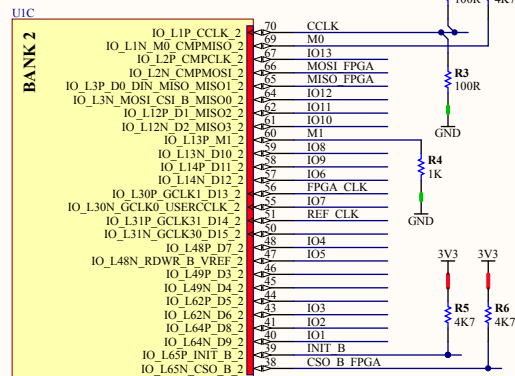 U1C
BANK 2
IO_L1P_CCLK_2 70 CCLK
IO_L1N_M0_CMPMISO_2 69 M0
IO_L2P_CMPCLK_2 67 IO13
IO_L2N_CMPMOSI_2 66 MOSI_FPGA
IO_L3P_D0_DIN_MISO_MISO1_2 65 MISO_FPGA
IO_L3N_MOSI_CSI_B_MISO0_2 64 IO12
IO_L12P_D1_MISO2_2 62 IO11
IO_L12N_D2_MISO3_2 61 IO10
IO_L13P_M1_2 60 M1
IO_L13N_D10_2 59 IO8
IO_L14P_D11_2 58 IO9
IO_L14N_D12_2 57 IO6
IO_L30P_GCLK1_D13_2 56 FPGA_CLK
IO_L30N_GCLK0_USERCCLK_2 55 IO7
IO_L31P_GCLK31_D14_2 51 REF_CLK
IO_L31N_GCLK30_D15_2 50
IO_L48P_D7_2 48 IO4
IO_L48N_RDWR_B_VREF_2 47 IO5
IO_L49P_D3_2 46
IO_L49N_D4_2 45
IO_L62P_D5_2 44
IO_L62N_D6_2 43 IO3
IO_L64P_D8_2 41 IO2
IO_L64N_D9_2 40 IO1
IO_L65P_INIT_B_2 39 INIT_B
IO_L65N_CSO_B_2 38 CSO_B_FPGA
100R 4K7
R3
100R
GND
R4
1K
GND
3V3 3V3
R5 R6
4K7 4K7